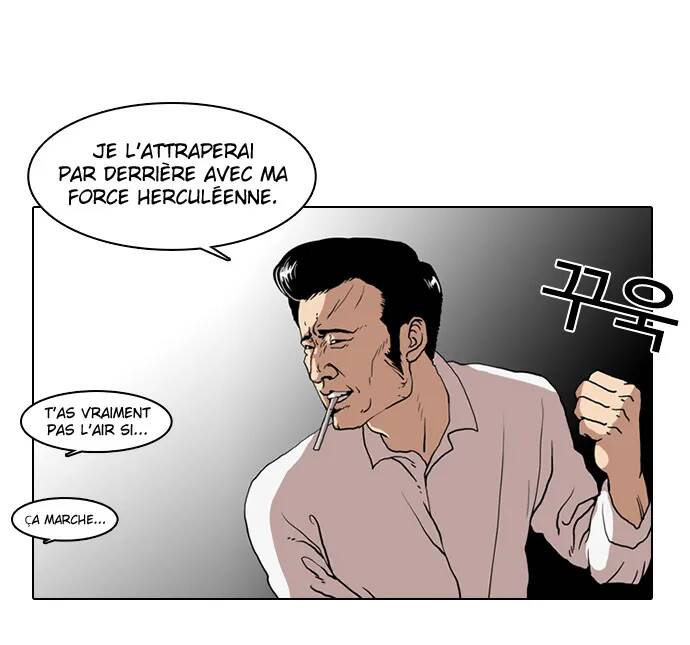 JE L'ATTRAPERAI
PAR DERRIÈRE AVEC MA
FORCE HERCULÉENNE.
꾸욱
T'AS VRAIMENT
PAS L'AIR SI...
ÇA MARCHE...